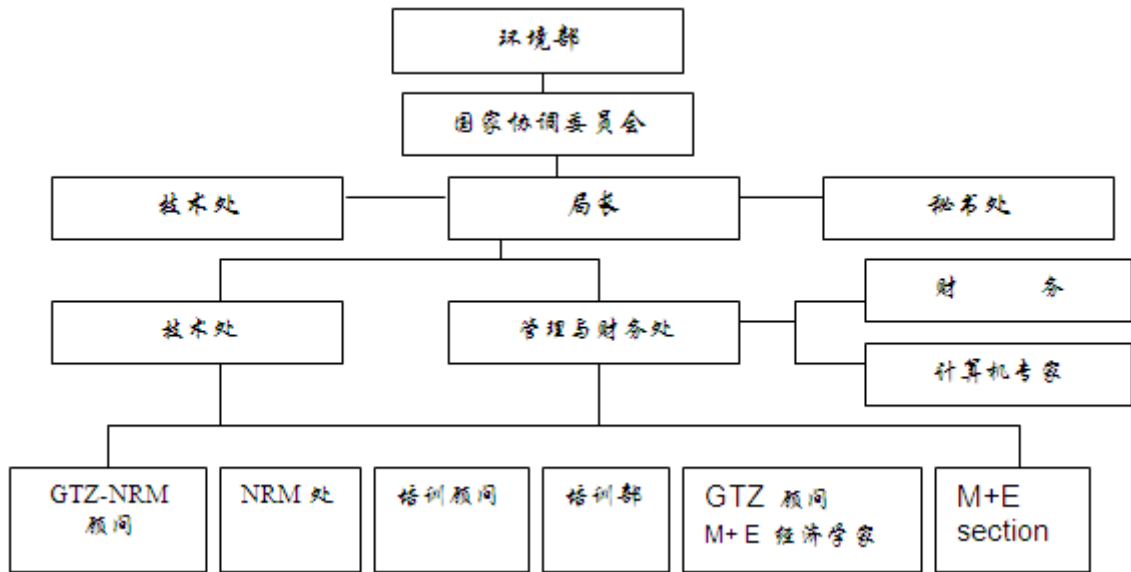 环境部
国家协调委员会
技术处
局长
秘书处
财 务
技术处
管理与财务处
计算机专家
GTZ-NRM
顾问
NRM 处
培训顾问
培训部
GTZ 顾问
M+ E 经济学家
M+E
section